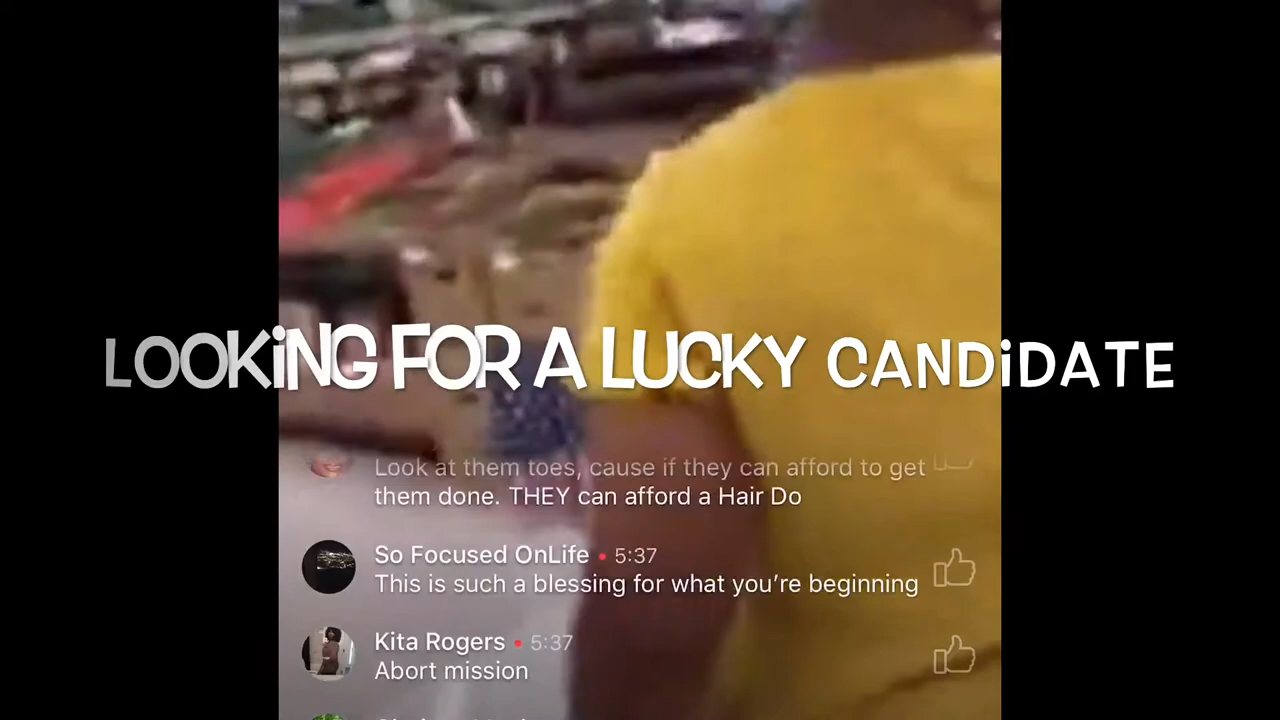 LOOKiNG FOR A LUCKY CANDiDATE
Look at them toes, cause if they can afford to get
them done. THEY can afford a Hair Do
So Focused OnLife • 5:37
This is such a blessing for what you’re beginning
Kita Rogers • 5:37
Abort mission